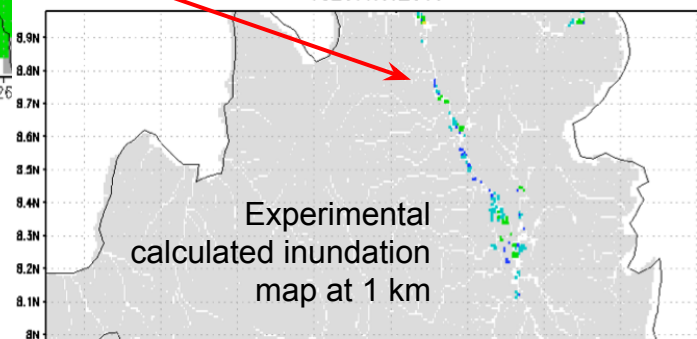 8.9N
8.8N
26
8.7N
8.6N
8.5N
8.4N
Experimental
8.3N
calculated inundation
8.2N
map at 1 km
8.1N
8N